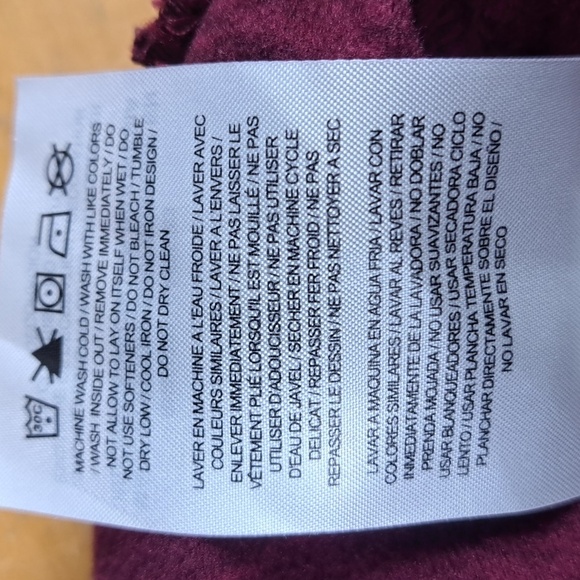 30C
MACHINE WASH COLD / WASH WITH LIKE COLORS
/ WASH INSIDE OUT / REMOVE IMMEDIATELY / DO
NOT ALLOW TO LAY ON ITSELF WHEN WET / DO
NOT USE SOFTENERS / DO NOT BLEACH / TUMBLE
DRY LOW / COOL IRON / DO NOT IRON DESIGN /
DO NOT DRY CLEAN
LAVER EN MACHINE A L'EAU FROIDE / LAVER AVEC
COULEURS SIMILAIRES / LAVER A L'ENVERS /
ENLEVER IMMEDIATEMENT / NE PAS LAISSER LE
VÊTEMENT PLIÉ LORSQU'IL EST MOUILLÉ / NE PAS
UTILISER D'ADOUCISSEUR / NE PAS UTILISER
D'EAU DE JAVEL / SECHER EN MACHINE CYCLE
DELICAT / REPASSER FER FROID / NE PAS
REPASSER LE DESSIN / NE PAS NETTOYER A SEC
LAVAR A MAQUINA EN AGUA FRIA / LAVAR CON
COLORES SIMILARES / LAVAR AL REVES / RETIRAR
INMEDIATAMENTE DE LA LAVADORA / NO DOBLAR
PRENDA MOJADA / NO USAR SUAVIZANTES / NO
USAR BLANQUEADORES / USAR SECADORA CICLO
LENTO / USAR PLANCHA TEMPERATURA BAJA / NO
PLANCHAR DIRECTAMENTE SOBRE EL DISEÑO /
NO LAVAR EN SECO